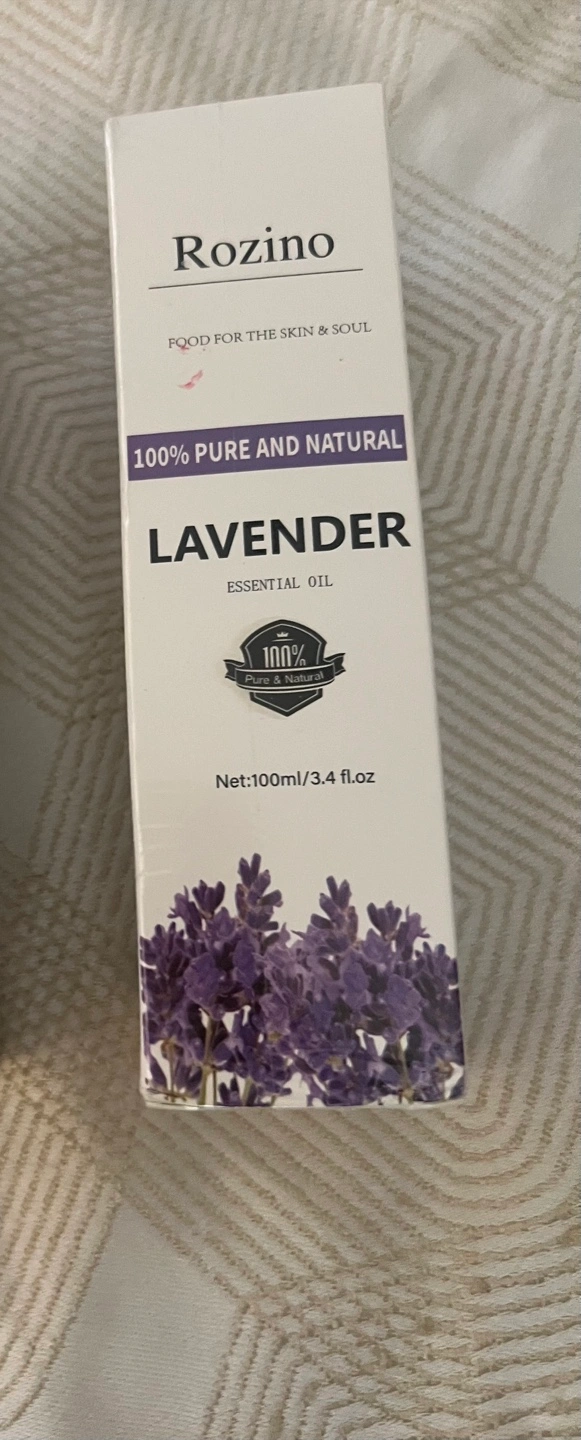 Rozino
FOOD FOR THE SKIN & SOUL
100% PURE AND NATURAL
LAVENDER
ESSENTIAL OIL
100%
Pure & Natural
Net:100ml/3.4 fl.oz